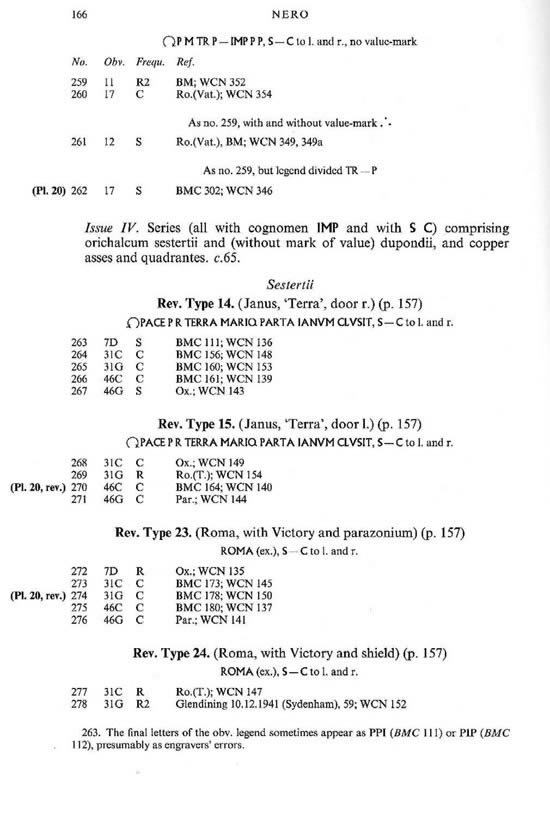 166 NERO
P M TR P—IMP P P, S—C to l. and r., no value-mark
No. Obv. Frequ. Ref.
259 11 R2 BM; WCN 352
260 17 C Ro.(Vat.); WCN 354
As no. 259, with and without value-mark ∴
261 12 S Ro.(Vat.), BM; WCN 349, 349a
As no. 259, but legend divided TR—P
(Pl. 20) 262 17 S BMC 302; WCN 346
Issue IV. Series (all with cognomen IMP and with S C) comprising
orichalcum sestertii and (without mark of value) dupondii, and copper
asses and quadrantes. c.65.
Sestertii
Rev. Type 14. (Janus, ‘Terra’, door r.) (p. 157)
PACE P R TERRA MARIQ PARTA IANVM CLVSIT, S—C to l. and r.
263 7D S BMC 111; WCN 136
264 31C C BMC 156; WCN 148
265 31G C BMC 160; WCN 153
266 46C C BMC 161; WCN 139
267 46G S Ox.; WCN 143
Rev. Type 15. (Janus, ‘Terra’, door l.) (p. 157)
PACE P R TERRA MARIQ PARTA IANVM CLVSIT, S—C to l. and r.
268 31C C Ox.; WCN 149
269 31G R Ro.(T.); WCN 154
(Pl. 20, rev.) 270 46C C BMC 164; WCN 140
271 46G C Par.; WCN 144
Rev. Type 23. (Roma, with Victory and parazonium) (p. 157)
ROMA (ex.), S—C to l. and r.
272 7D R Ox.; WCN 135
273 31C C BMC 173; WCN 145
(Pl. 20, rev.) 274 31G C BMC 178; WCN 150
275 46C C BMC 180; WCN 137
276 46G C Par.; WCN 141
Rev. Type 24. (Roma, with Victory and shield) (p. 157)
ROMA (ex.), S—C to l. and r.
277 31C R Ro.(T.); WCN 147
278 31G R2 Glendining 10.12.1941 (Sydenham), 59; WCN 152
263. The final letters of the obv. legend sometimes appear as PPI (BMC 111) or PIP (BMC
112), presumably as engravers’ errors.